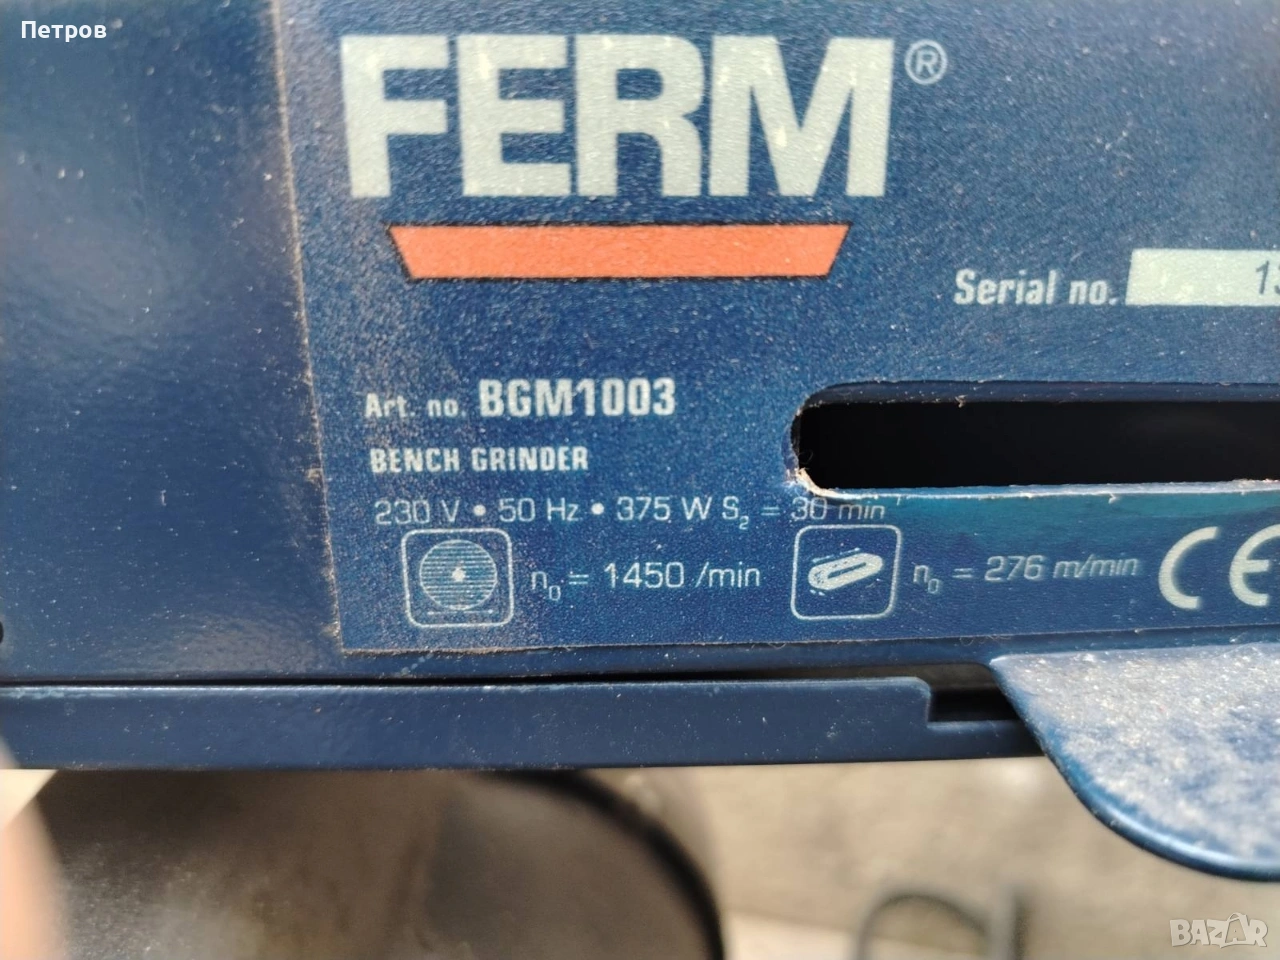 Петров
FERM®
Serial no.
Art. no. BGM1003
BENCH GRINDER
230 V • 50 Hz • 375 W S2 = 30 min
n0 = 1450 /min
n0 = 276 m/min
CE
BAZAR